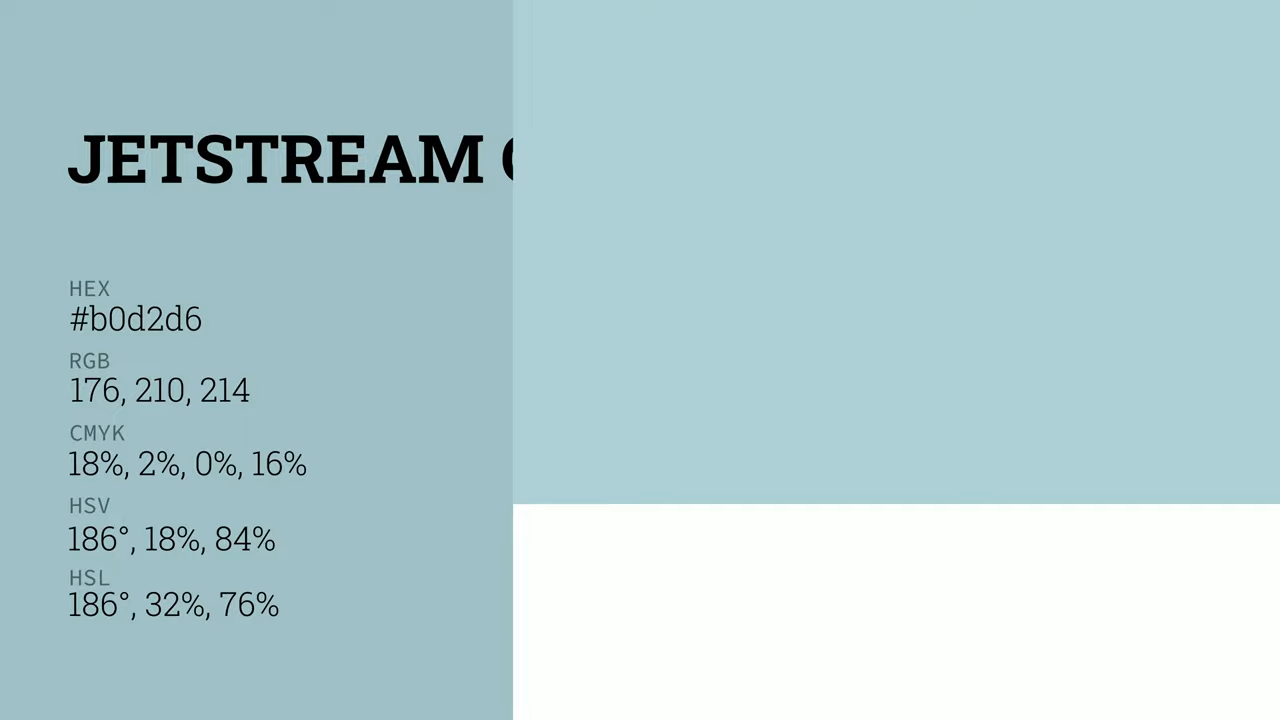 JETSTREAM
HEX
#b0d2d6
RGB
176, 210, 214
CMYK
18%, 2%, 0%, 16%
HSV
186°, 18%, 84%
HSL
186°, 32%, 76%